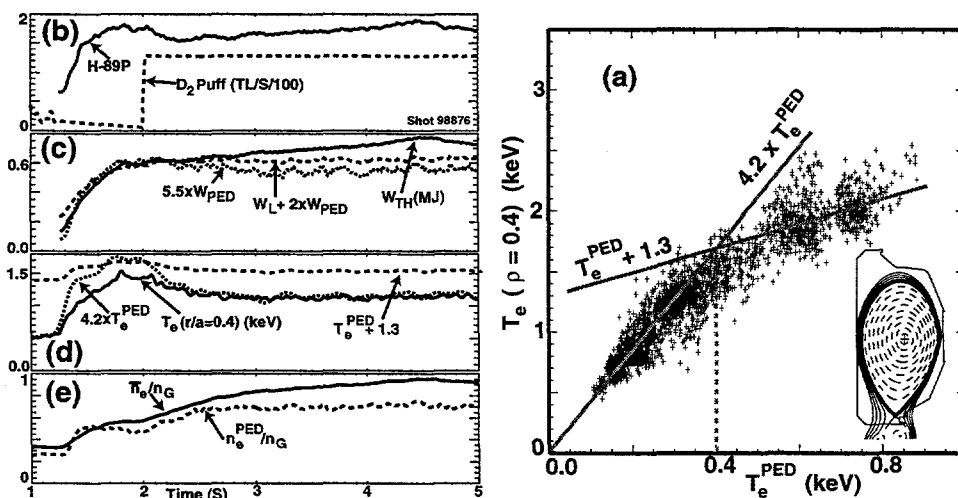 (b)
2
0
H-89P
D2 Puff (TL/S/100)
Shot 98876
(c)
0.6
0.0
5.5xWPED
WL+ 2xWPED
WTH(MJ)
(d)
1.5
4.2xTePED
Te(r/a=0.4) (keV)
TePED+1.3
(e)
1
0
n̄e/nG
nePED/nG
1
2
3
4
5
Time (S)
(a)
Te ( ρ = 0.4) (keV)
3
2
1
0
4.2 x TePED
TePED + 1.3
0.0
0.4
0.8
TePED (keV)